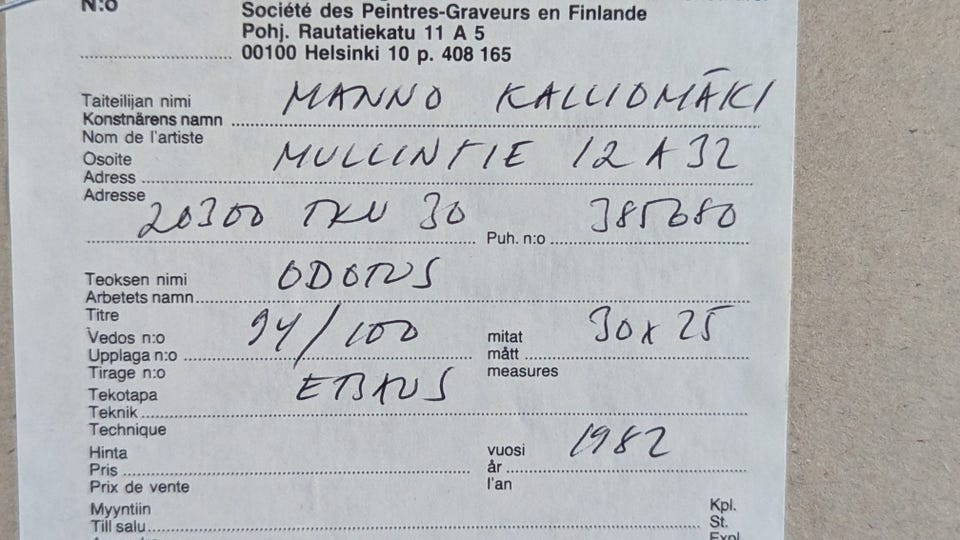 N:o
Société des Peintres-Graveurs en Finlande
Pohj. Rautatiekatu 11 A 5
00100 Helsinki 10 p. 408 165
Taiteilijan nimi MANNO KALLIOMÄKI
Konstnärens namn
Nom de l'artiste
Osoite MULLINTIE 12 A 32
Adress
Adresse 20300 TKU 30 385680
Puh. n:o
Teoksen nimi ODOTUS
Arbetets namn
Titre
Vedos n:o 94/100 mitat 30x25
Upplaga n:o mått
Tirage n:o measures
Tekotapa ETSAUS
Teknik
Technique
Hinta vuosi 1982
Pris år
Prix de vente l'an
Myyntiin Kpl.
Till salu St.
Expl.